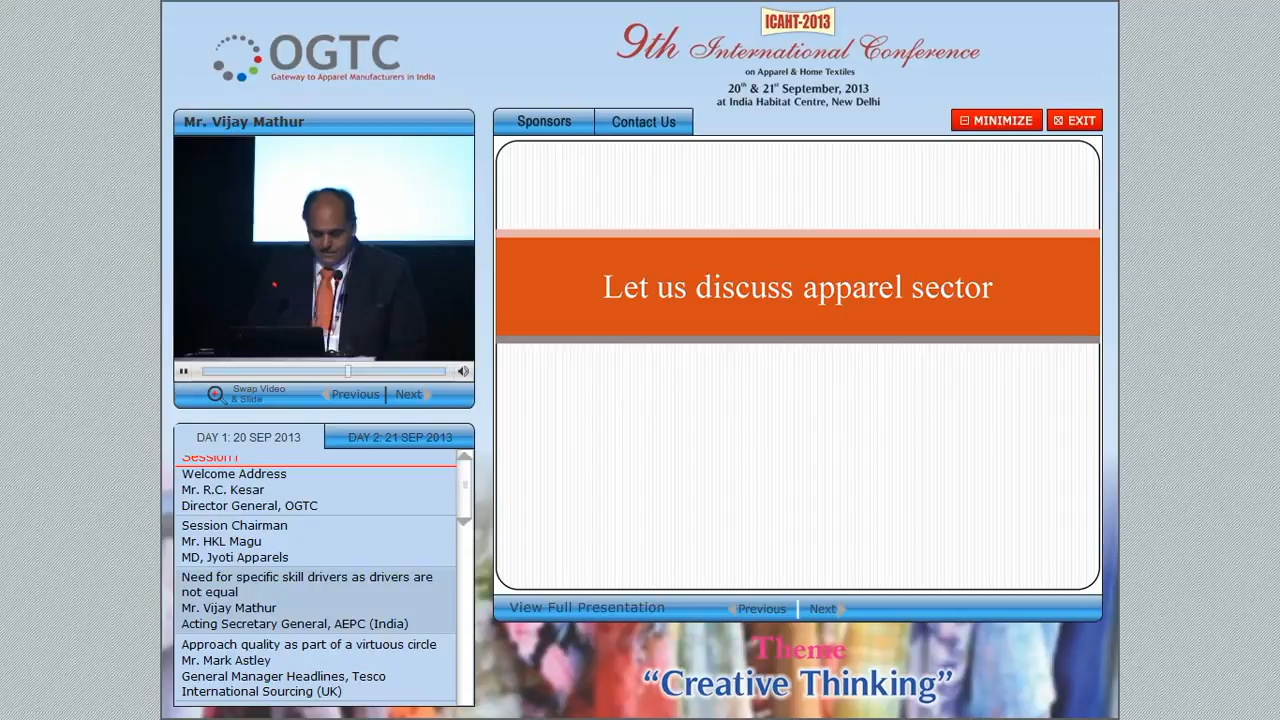 OGTC
Gateway to Apparel Manufacturers in India
ICAHT-2013
9th International Conference
on Apparel & Home Textiles
20th & 21st September, 2013
at India Habitat Centre, New Delhi
Mr. Vijay Mathur
Sponsors
Contact Us
MINIMIZE
EXIT
Let us discuss apparel sector
Swap Video
& Slide
Previous
Next
DAY 1: 20 SEP 2013
DAY 2: 21 SEP 2013
Session I
Welcome Address
Mr. R.C. Kesar
Director General, OGTC
Session Chairman
Mr. HKL Magu
MD, Jyoti Apparels
Need for specific skill drivers as drivers are
not equal
Mr. Vijay Mathur
Acting Secretary General, AEPC (India)
Approach quality as part of a virtuous circle
Mr. Mark Astley
General Manager Headlines, Tesco
International Sourcing (UK)
View Full Presentation
Previous
Next
Theme
“Creative Thinking”